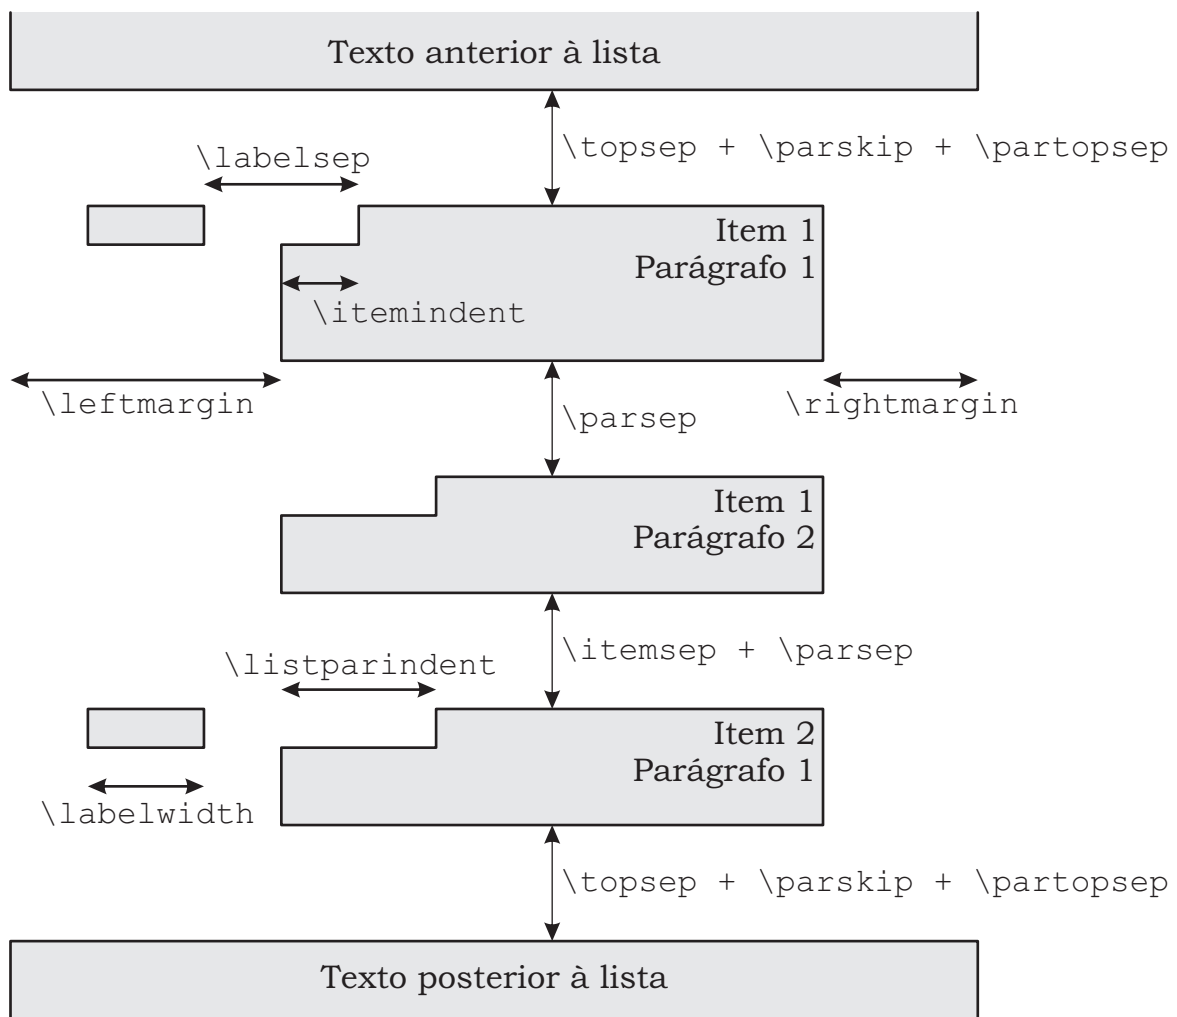 Texto anterior à lista
\topsep + \parskip + \partopsep
\labelsep
Item 1
Parágrafo 1
\itemindent
\leftmargin
\rightmargin
\parsep
Item 1
Parágrafo 2
\itemsep + \parsep
\listparindent
Item 2
Parágrafo 1
\labelwidth
\topsep + \parskip + \partopsep
Texto posterior à lista